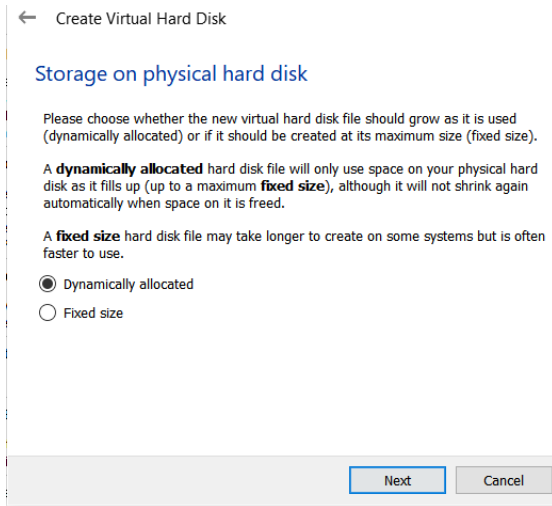 Create Virtual Hard Disk
Storage on physical hard disk
Please choose whether the new virtual hard disk file should grow as it is used
(dynamically allocated) or if it should be created at its maximum size (fixed size).
A dynamically allocated hard disk file will only use space on your physical hard
disk as it fills up (up to a maximum fixed size), although it will not shrink again
automatically when space on it is freed.
A fixed size hard disk file may take longer to create on some systems but is often
faster to use.
Dynamically allocated
Fixed size
Next
Cancel